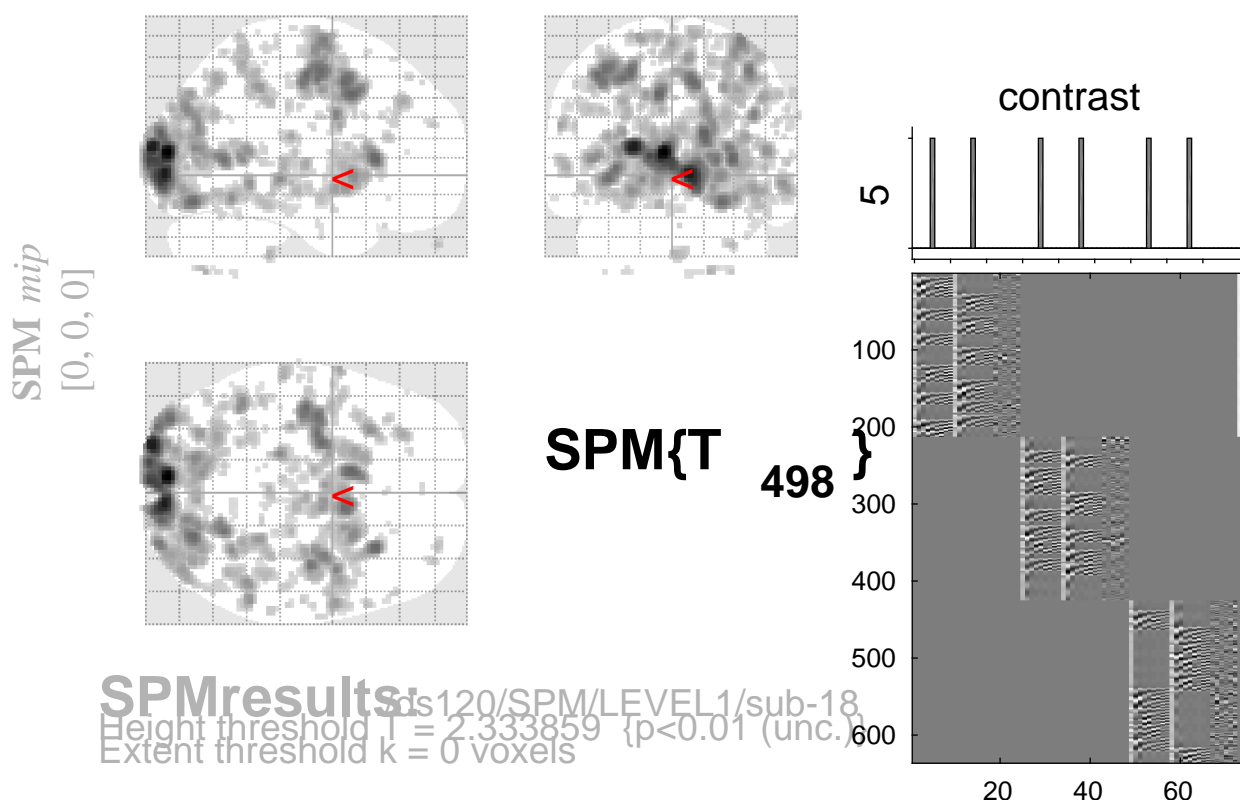 SPM mip
[0, 0, 0]
<
<
<
SPM{T498}
contrast
5
100
200
300
400
500
600
20
40
60
SPMresults: /ds120/SPM/LEVEL1/sub-18
Height threshold T = 2.333859 {p<0.01 (unc.)}
Extent threshold k = 0 voxels